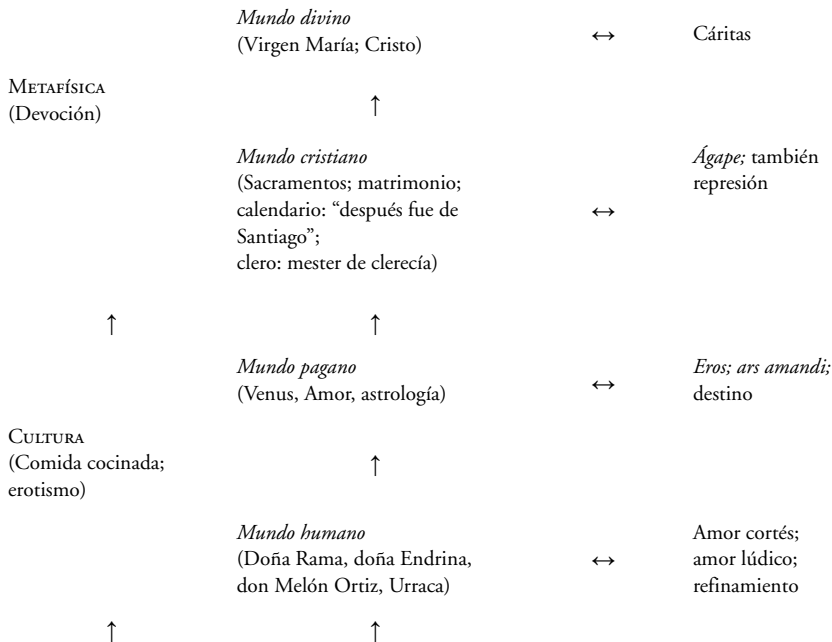 Mundo divino
(Virgen María; Cristo)
↔
Cáritas
Metafísica
(Devoción)
↑
Mundo cristiano
(Sacramentos; matrimonio;
calendario: “después fue de
Santiago”;
clero: mester de clerecía)
↔
Ágape; también
represión
↑
↑
Mundo pagano
(Venus, Amor, astrología)
↔
Eros; ars amandi;
destino
Cultura
(Comida cocinada;
erotismo)
↑
Mundo humano
(Doña Rama, doña Endrina,
don Melón Ortiz, Urraca)
↔
Amor cortés;
amor lúdico;
refinamiento
↑
↑